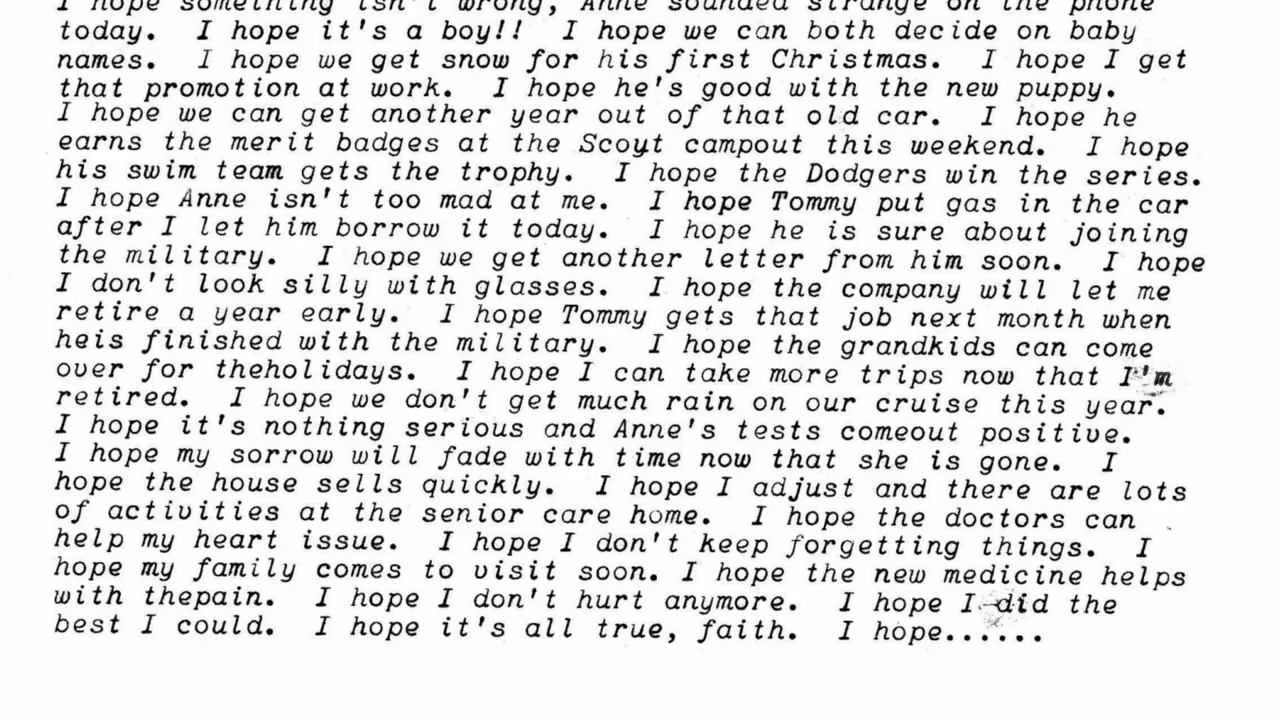 I hope something isn't wrong, Anne sounded strange on the phone
today.  I hope it's a boy!!  I hope we can both decide on baby
names.  I hope we get snow for his first Christmas.  I hope I get
that promotion at work.  I hope he's good with the new puppy.
I hope we can get another year out of that old car.  I hope he
earns the merit badges at the Scoyt campout this weekend.  I hope
his swim team gets the trophy.  I hope the Dodgers win the series.
I hope Anne isn't too mad at me.  I hope Tommy put gas in the car
after I let him borrow it today.  I hope he is sure about joining
the military.  I hope we get another letter from him soon.  I hope
I don't look silly with glasses.  I hope the company will let me
retire a year early.  I hope Tommy gets that job next month when
heis finished with the military.  I hope the grandkids can come
over for theholidays.  I hope I can take more trips now that I'm
retired.  I hope we don't get much rain on our cruise this year.
I hope it's nothing serious and Anne's tests comeout positive.
I hope my sorrow will fade with time now that she is gone.  I
hope the house sells quickly.  I hope I adjust and there are lots
of activities at the senior care home.  I hope the doctors can
help my heart issue.  I hope I don't keep forgetting things.  I
hope my family comes to visit soon. I hope the new medicine helps
with thepain.  I hope I don't hurt anymore.  I hope I did the
best I could.  I hope it's all true, faith.  I hope......